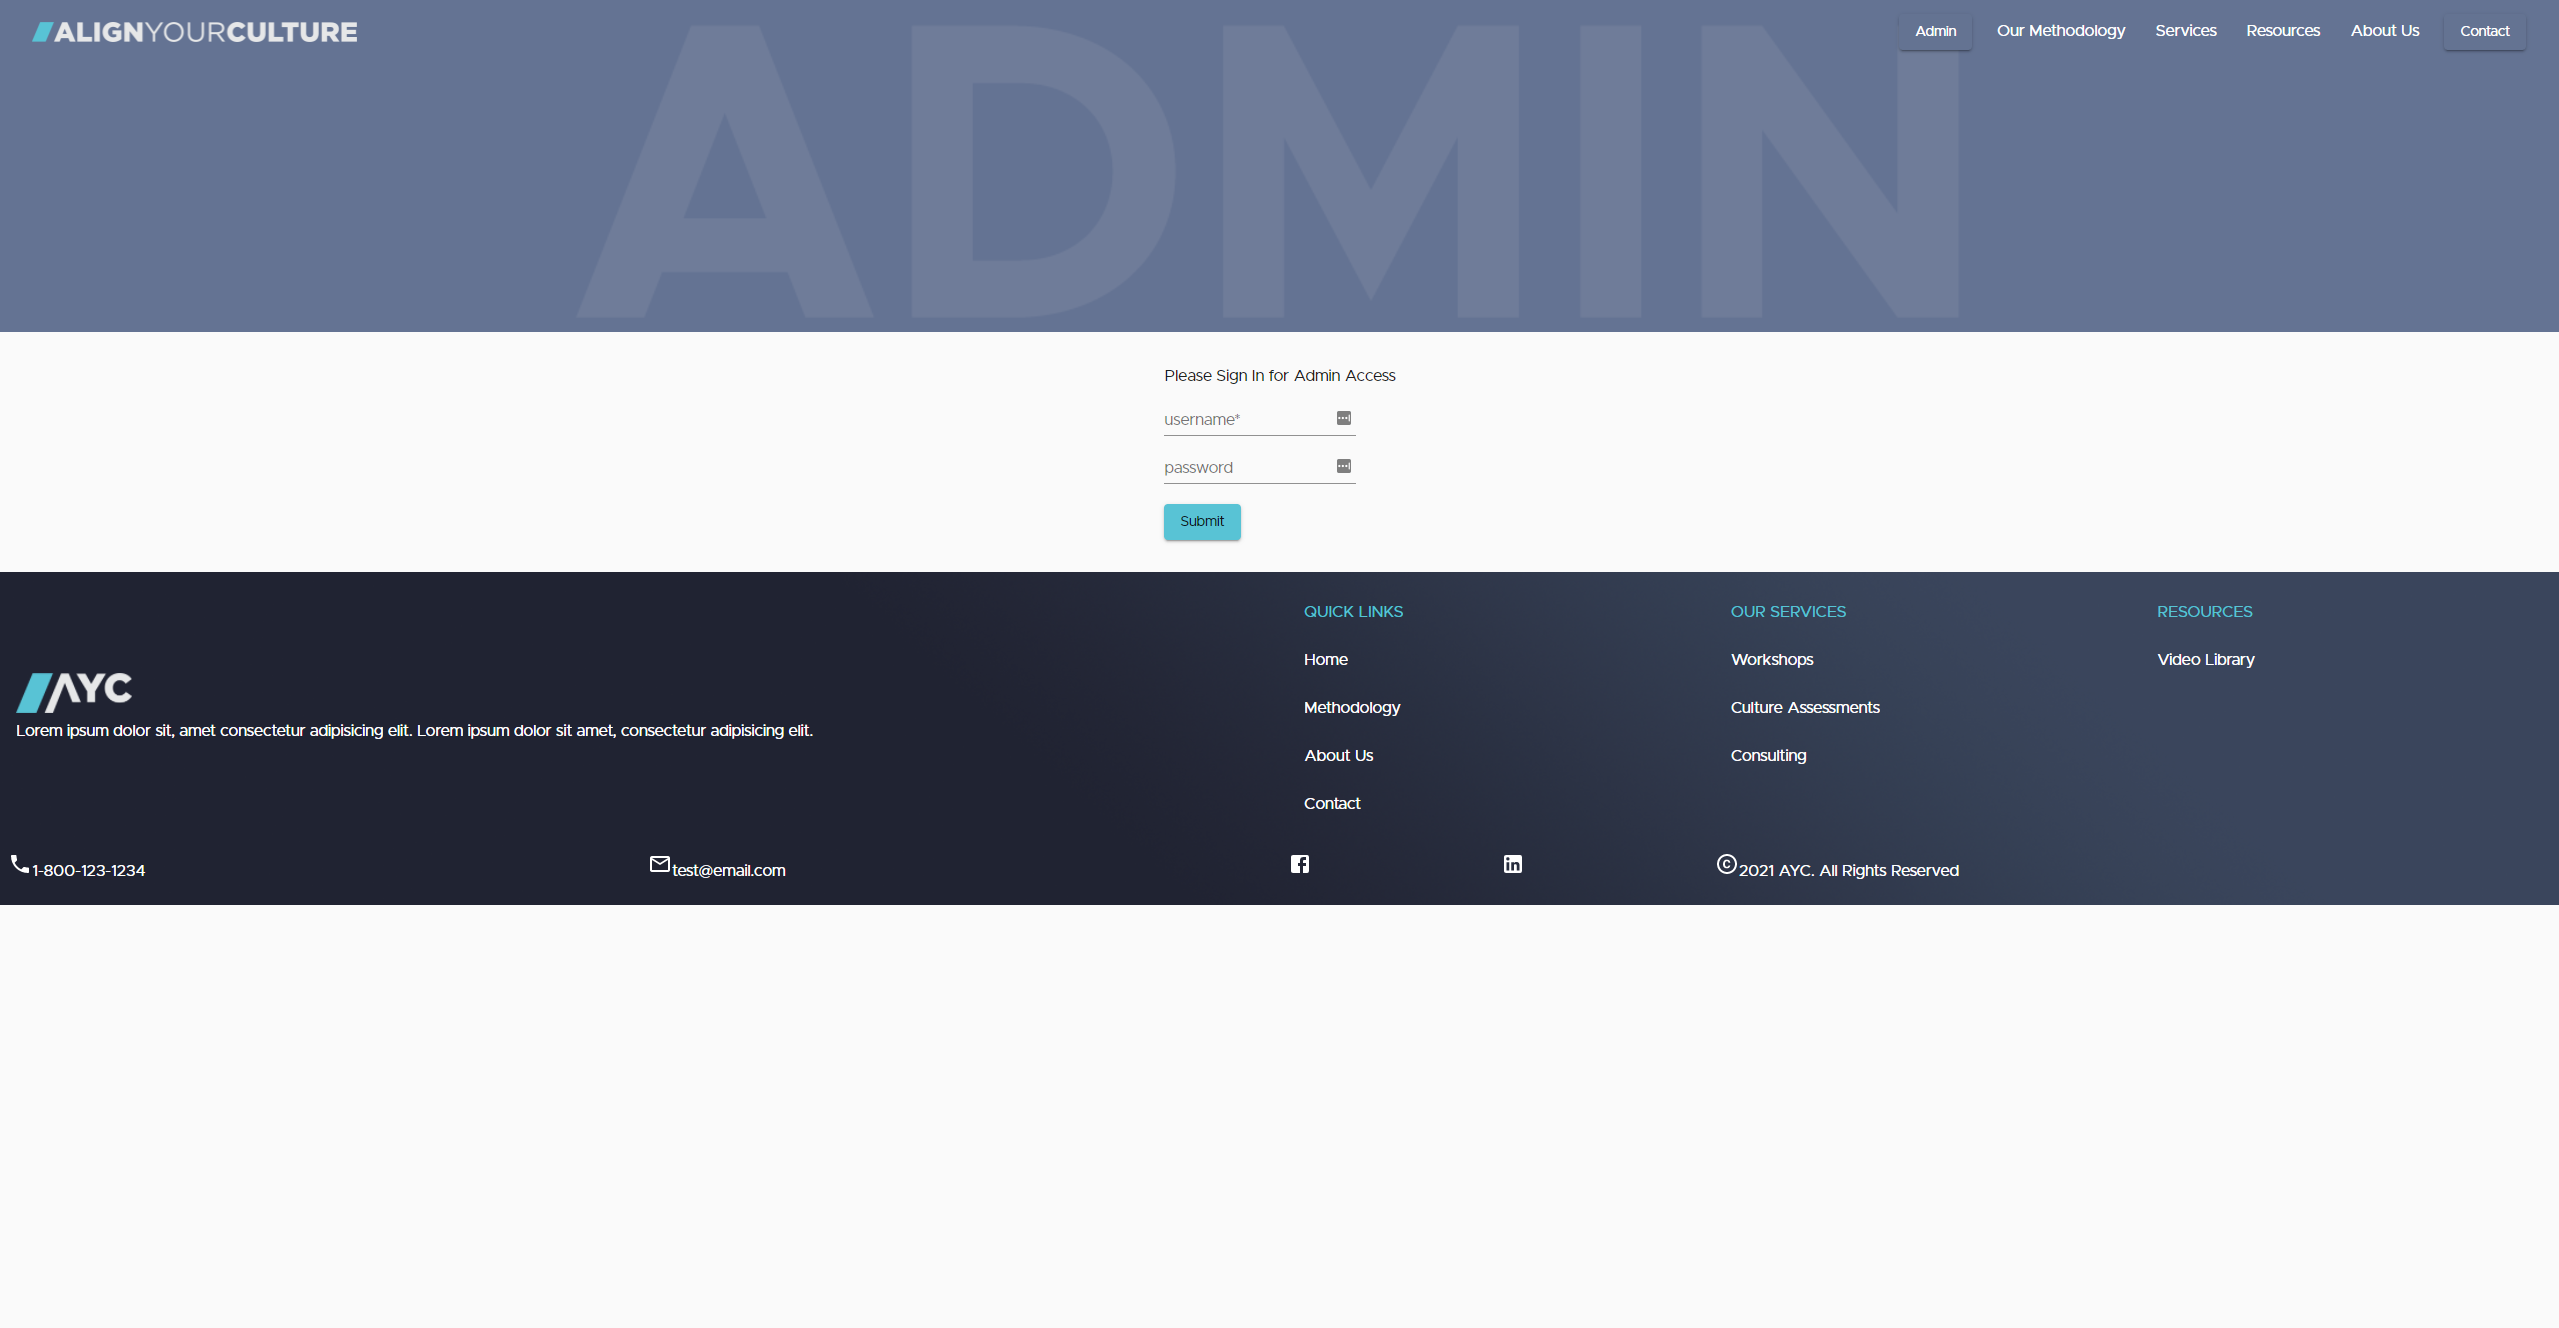 ALIGNYOURCULTURE
Admin Our Methodology Services Resources About Us Contact
ADMIN
Please Sign In for Admin Access
username*
password
Submit
AYC
Lorem ipsum dolor sit, amet consectetur adipisicing elit. Lorem ipsum dolor sit amet, consectetur adipisicing elit.
QUICK LINKS
Home
Methodology
About Us
Contact
OUR SERVICES
Workshops
Culture Assessments
Consulting
RESOURCES
Video Library
1-800-123-1234
test@email.com
© 2021 AYC. All Rights Reserved